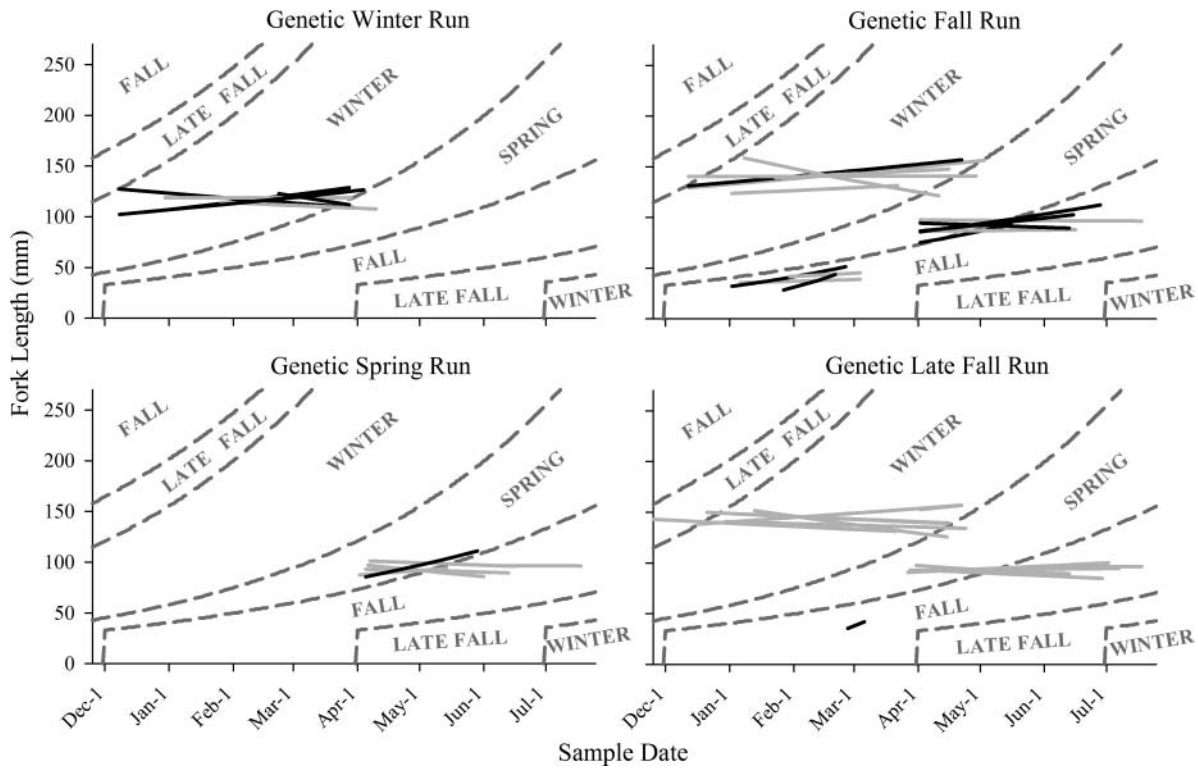 Genetic Winter Run
Genetic Fall Run
Fork Length (mm)
250
200
150
100
50
0
FALL
LATE FALL
WINTER
SPRING
FALL
LATE FALL
WINTER
FALL
LATE FALL
WINTER
SPRING
FALL
LATE FALL
WINTER
Genetic Spring Run
Genetic Late Fall Run
250
200
150
100
50
0
FALL
LATE FALL
WINTER
SPRING
FALL
LATE FALL
WINTER
FALL
LATE FALL
WINTER
SPRING
FALL
LATE FALL
WINTER
Dec-1
Jan-1
Feb-1
Mar-1
Apr-1
May-1
Jun-1
Jul-1
Dec-1
Jan-1
Feb-1
Mar-1
Apr-1
May-1
Jun-1
Jul-1
Sample Date